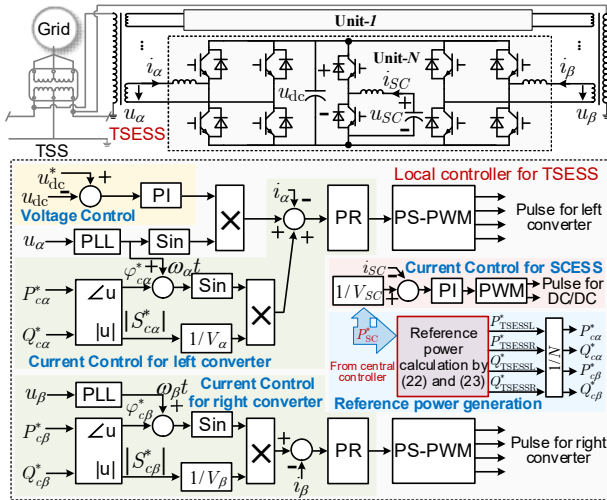 Grid
Unit-1
Unit-N
iα
uα
TSESS
TSS
udc
+
−
iSC
uSC
+
−
iβ
uβ
Local controller for TSESS
u*dc
udc
+
−
PI
Voltage Control
×
uα
PLL
Sin
iα
−
+
+
PR
PS-PWM
Pulse for left
converter
φ*cα
+
+
ωαt
P*cα
∠u
Sin
×
Q*cα
|u|
|S*cα|
1/Vα
Current Control for left converter
iSC
−
+
Current Control for SCESS
1/VSC
PI
PWM
Pulse for
DC/DC
P*SC
From central
controller
Reference
power
calculation by
(22) and (23)
P*TSESSL
P*TSESSR
Q*TSESSL
Q*TSESSR
1/N
P*cα
Q*cα
P*cβ
Q*cβ
Reference power generation
uβ
PLL
ωβt
Current Control
for right converter
φ*cβ
+
+
P*cβ
∠u
Sin
×
Q*cβ
|u|
|S*cβ|
1/Vβ
+
−
iβ
PR
PS-PWM
Pulse for right
converter